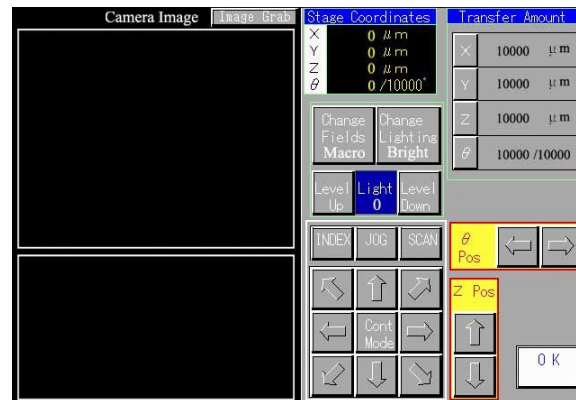 Camera Image
Image Grab
Stage Coordinates
X 0 μm
Y 0 μm
Z 0 μm
θ 0 /10000°
Transfer Amount
X 10000 μm
Y 10000 μm
Z 10000 μm
θ 10000 /10000
Change Fields Macro
Change Lighting Bright
Level Up
Light 0
Level Down
INDEX JOG SCAN
θ Pos
Z Pos
Cont Mode
OK